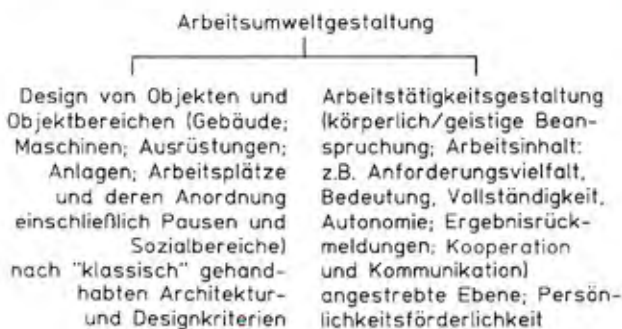 Arbeitsumweltgestaltung
Design von Objekten und
Objektbereichen (Gebäude;
Maschinen; Ausrüstungen;
Anlagen; Arbeitsplätze
und deren Anordnung
einschließlich Pausen und
Sozialbereiche)
nach "klassisch" gehand-
habten Architektur-
und Designkriterien
Arbeitstätigkeitsgestaltung
(körperlich/geistige Bean-
spruchung; Arbeitsinhalt:
z.B. Anforderungsvielfalt,
Bedeutung, Vollständigkeit,
Autonomie; Ergebnisrück-
meldungen; Kooperation
und Kommunikation)
angestrebte Ebene; Persön-
lichkeitsförderlichkeit